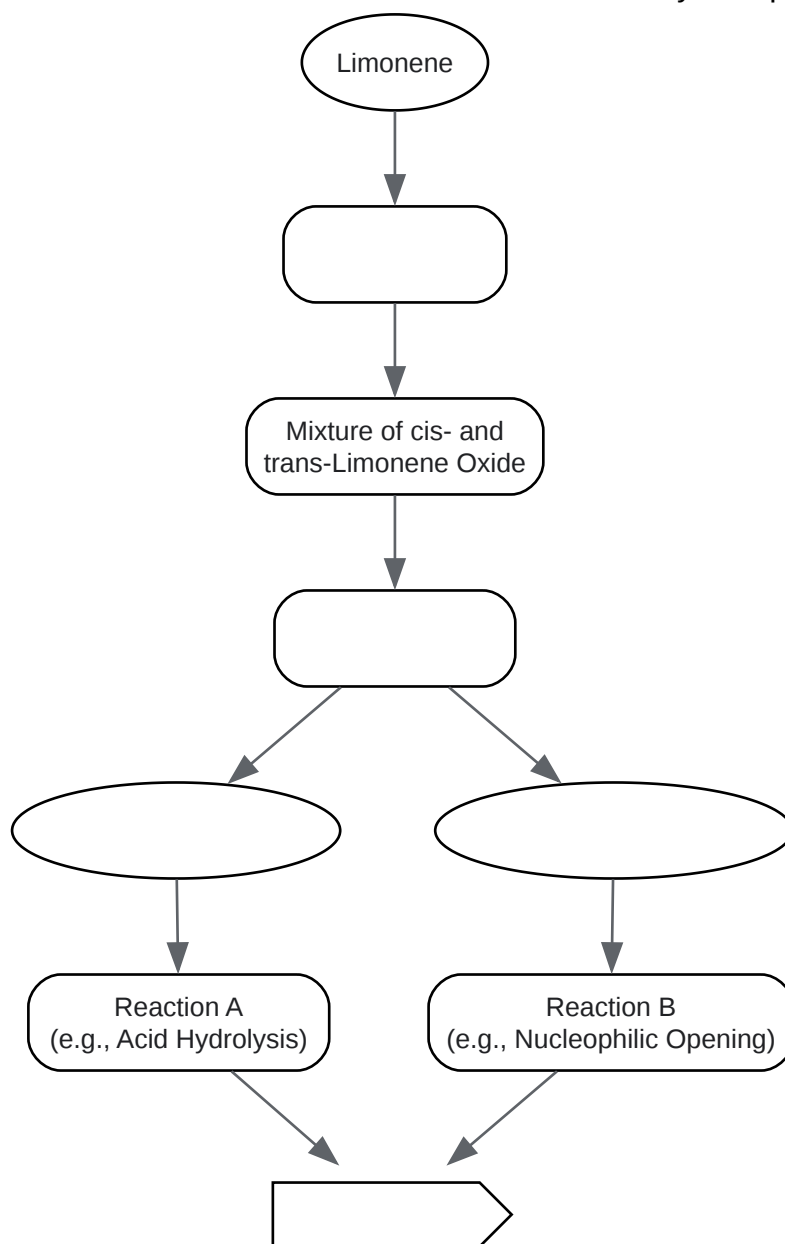 Limonene
Mixture of cis- and
trans-Limonene Oxide
Reaction A
(e.g., Acid Hydrolysis)
Reaction B
(e.g., Nucleophilic Opening)